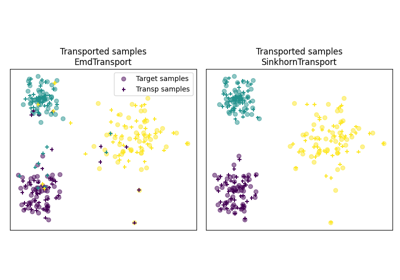 Transported samples
EmdTransport
Target samples
Transp samples
Transported samples
SinkhornTransport